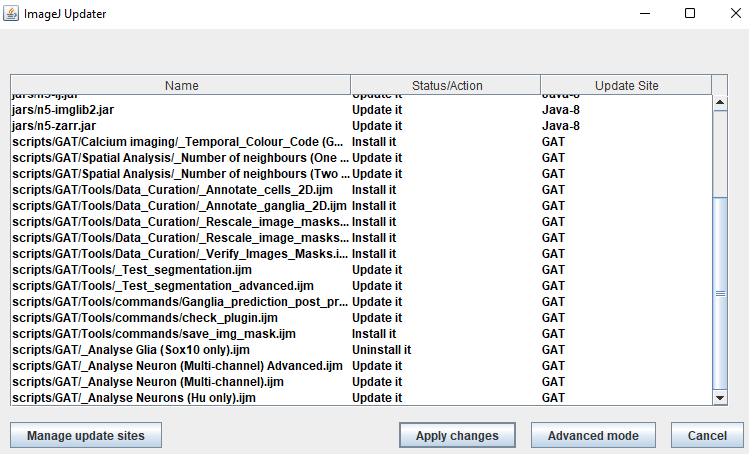 ImageJ Updater
Name Status/Action Update Site
jars/n5-ij.jar Update it Java-8
jars/n5-imglib2.jar Update it Java-8
jars/n5-zarr.jar Update it Java-8
scripts/GAT/Calcium imaging/_Temporal_Colour_Code (G... Install it GAT
scripts/GAT/Spatial Analysis/_Number of neighbours (One ... Update it GAT
scripts/GAT/Spatial Analysis/_Number of neighbours (Two ... Update it GAT
scripts/GAT/Tools/Data_Curation/_Annotate_cells_2D.ijm Install it GAT
scripts/GAT/Tools/Data_Curation/_Annotate_ganglia_2D.ijm Install it GAT
scripts/GAT/Tools/Data_Curation/_Rescale_image_masks... Install it GAT
scripts/GAT/Tools/Data_Curation/_Rescale_image_masks... Install it GAT
scripts/GAT/Tools/Data_Curation/_Verify_Images_Masks.i... Install it GAT
scripts/GAT/Tools/_Test_segmentation.ijm Update it GAT
scripts/GAT/Tools/_Test_segmentation_advanced.ijm Update it GAT
scripts/GAT/Tools/commands/Ganglia_prediction_post_pr... Update it GAT
scripts/GAT/Tools/commands/check_plugin.ijm Update it GAT
scripts/GAT/Tools/commands/save_img_mask.ijm Install it GAT
scripts/GAT/_Analyse Glia (Sox10 only).ijm Uninstall it GAT
scripts/GAT/_Analyse Neuron (Multi-channel) Advanced.ijm Update it GAT
scripts/GAT/_Analyse Neuron (Multi-channel).ijm Update it GAT
scripts/GAT/_Analyse Neurons (Hu only).ijm Update it GAT
Manage update sites Apply changes Advanced mode Cancel